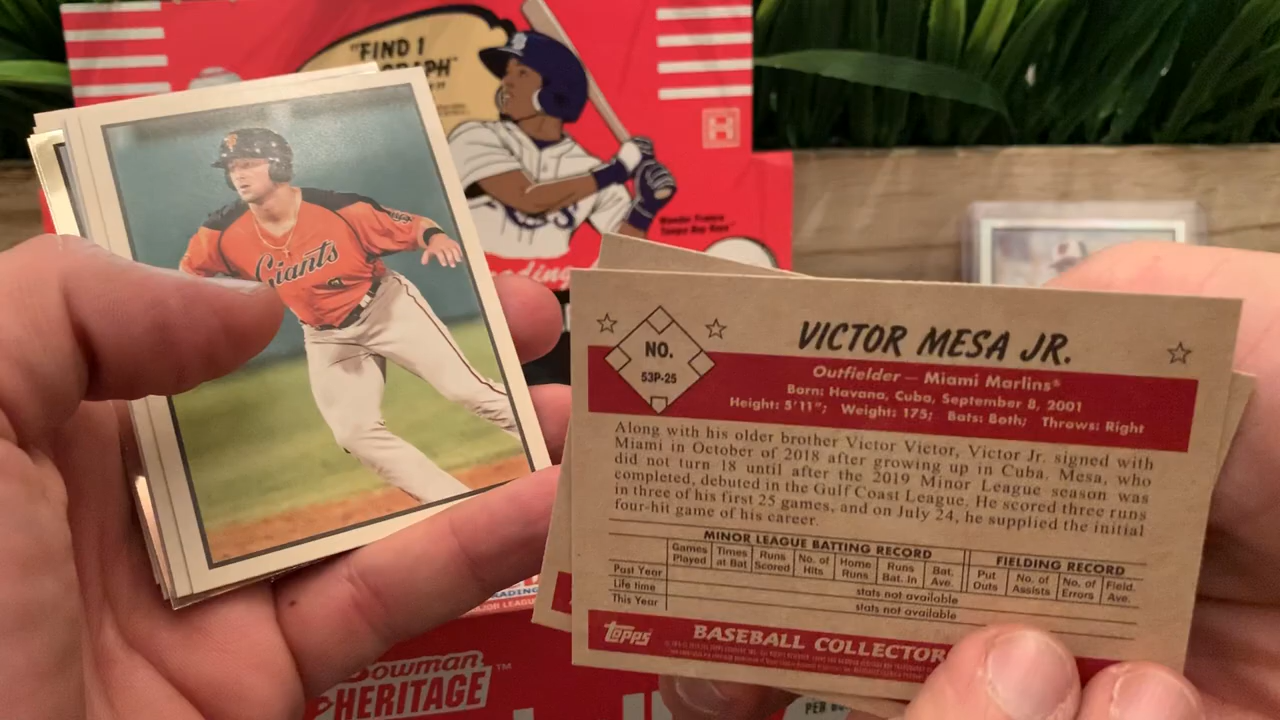 "FIND 1
Giants
H
Wander Franco
Tampa Bay Rays™
NO.
53P-25
VICTOR MESA JR.
Outfielder — Miami Marlins®
Born: Havana, Cuba, September 8, 2001
Height: 5'11"; Weight: 175; Bats: Both; Throws: Right
Along with his older brother Victor Victor, Victor Jr. signed with
Miami in October of 2018 after growing up in Cuba. Mesa, who
did not turn 18 until after the 2019 Minor League season was
completed, debuted in the Gulf Coast League. He scored three runs
in three of his first 25 games, and on July 24, he supplied the initial
four-hit game of his career.
MINOR LEAGUE BATTING RECORD FIELDING RECORD
Games Played Times at Bat Runs Scored No. of Hits Home Runs Runs Bat. In Bat. Ave. Put Outs No. of Assists No. of Errors Field. Ave.
Past Year
Life time stats not available
This Year stats not available
Topps BASEBALL COLLECTOR
Bowman ™
HERITAGE
PER